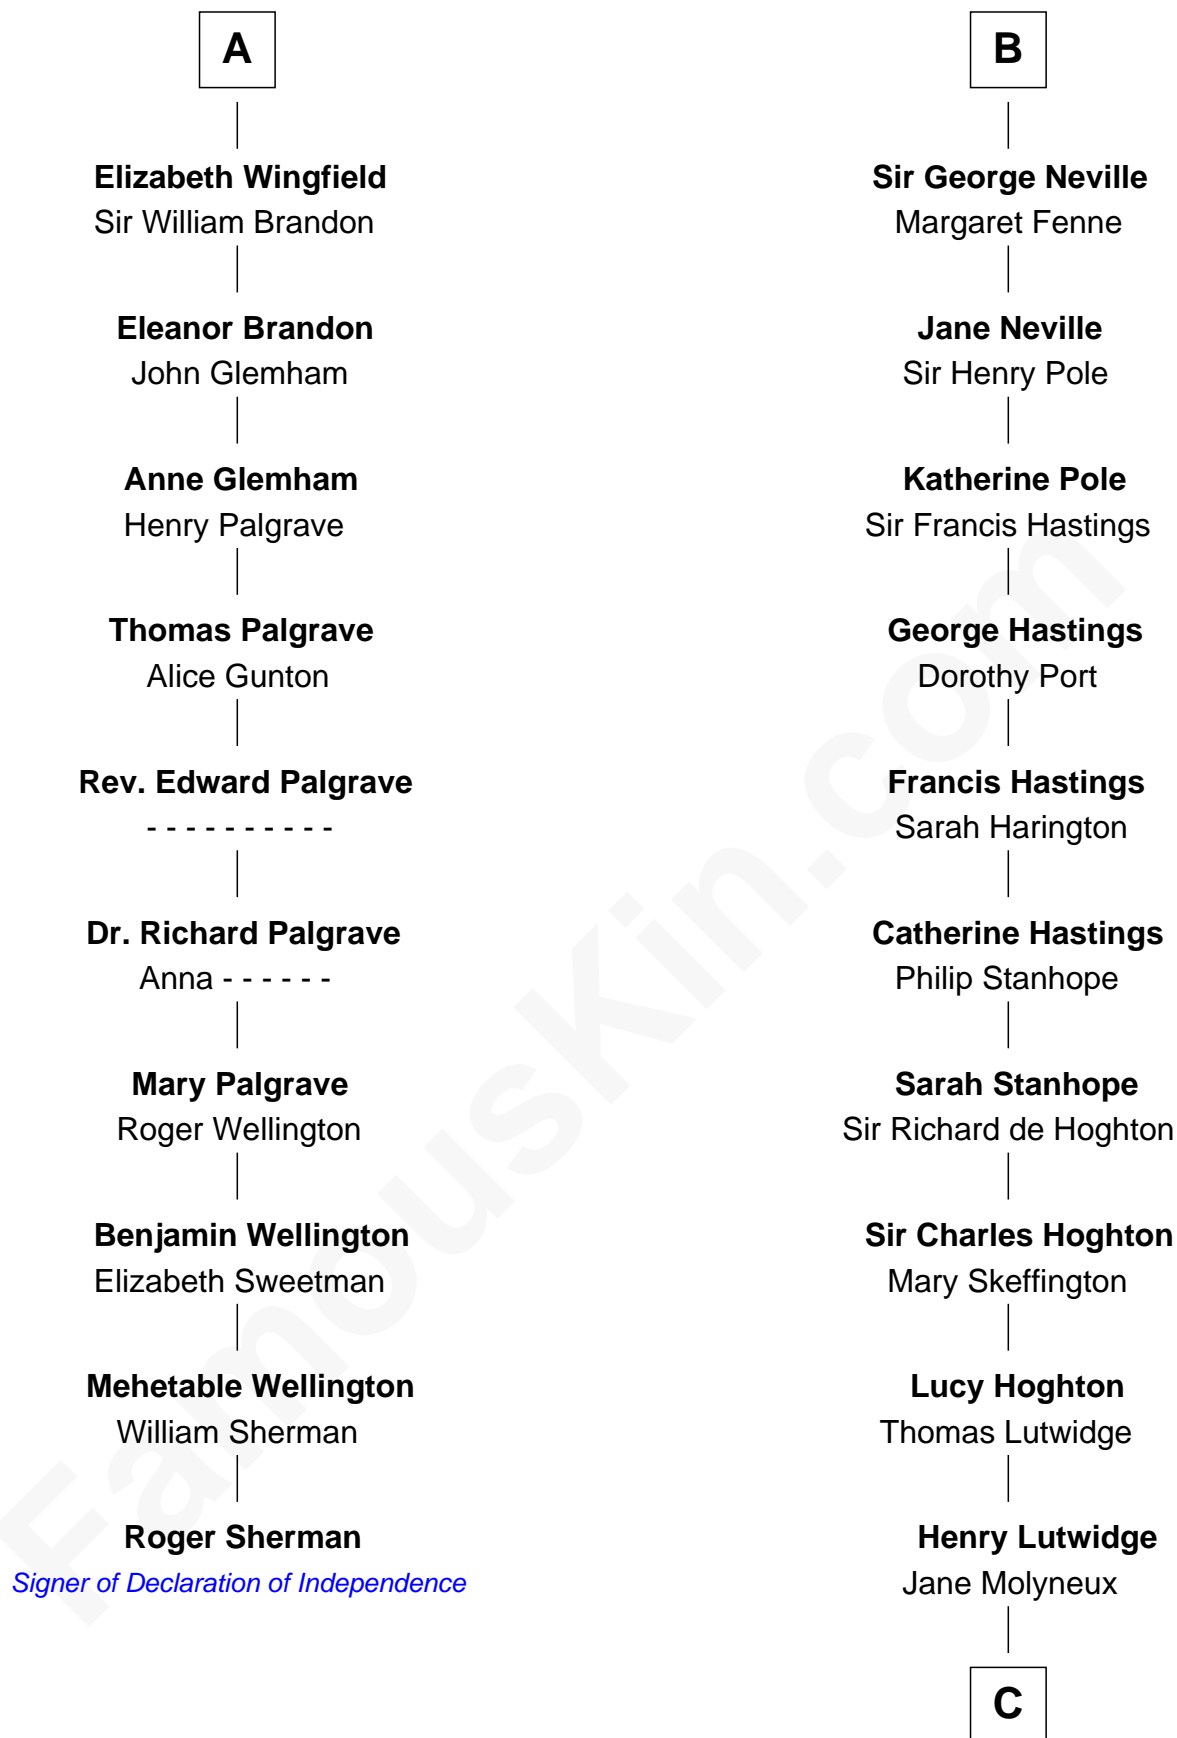 A
Elizabeth Wingfield
Sir William Brandon
Eleanor Brandon
John Glemham
Anne Glemham
Henry Palgrave
Thomas Palgrave
Alice Gunton
Rev. Edward Palgrave
- - - - - - - - - -
Dr. Richard Palgrave
Anna - - - - - -
Mary Palgrave
Roger Wellington
Benjamin Wellington
Elizabeth Sweetman
Mehetable Wellington
William Sherman
Roger Sherman
Signer of Declaration of Independence
B
Sir George Neville
Margaret Fenne
Jane Neville
Sir Henry Pole
Katherine Pole
Sir Francis Hastings
George Hastings
Dorothy Port
Francis Hastings
Sarah Harington
Catherine Hastings
Philip Stanhope
Sarah Stanhope
Sir Richard de Hoghton
Sir Charles Hoghton
Mary Skeffington
Lucy Hoghton
Thomas Lutwidge
Henry Lutwidge
Jane Molyneux
C
FamousKin.com